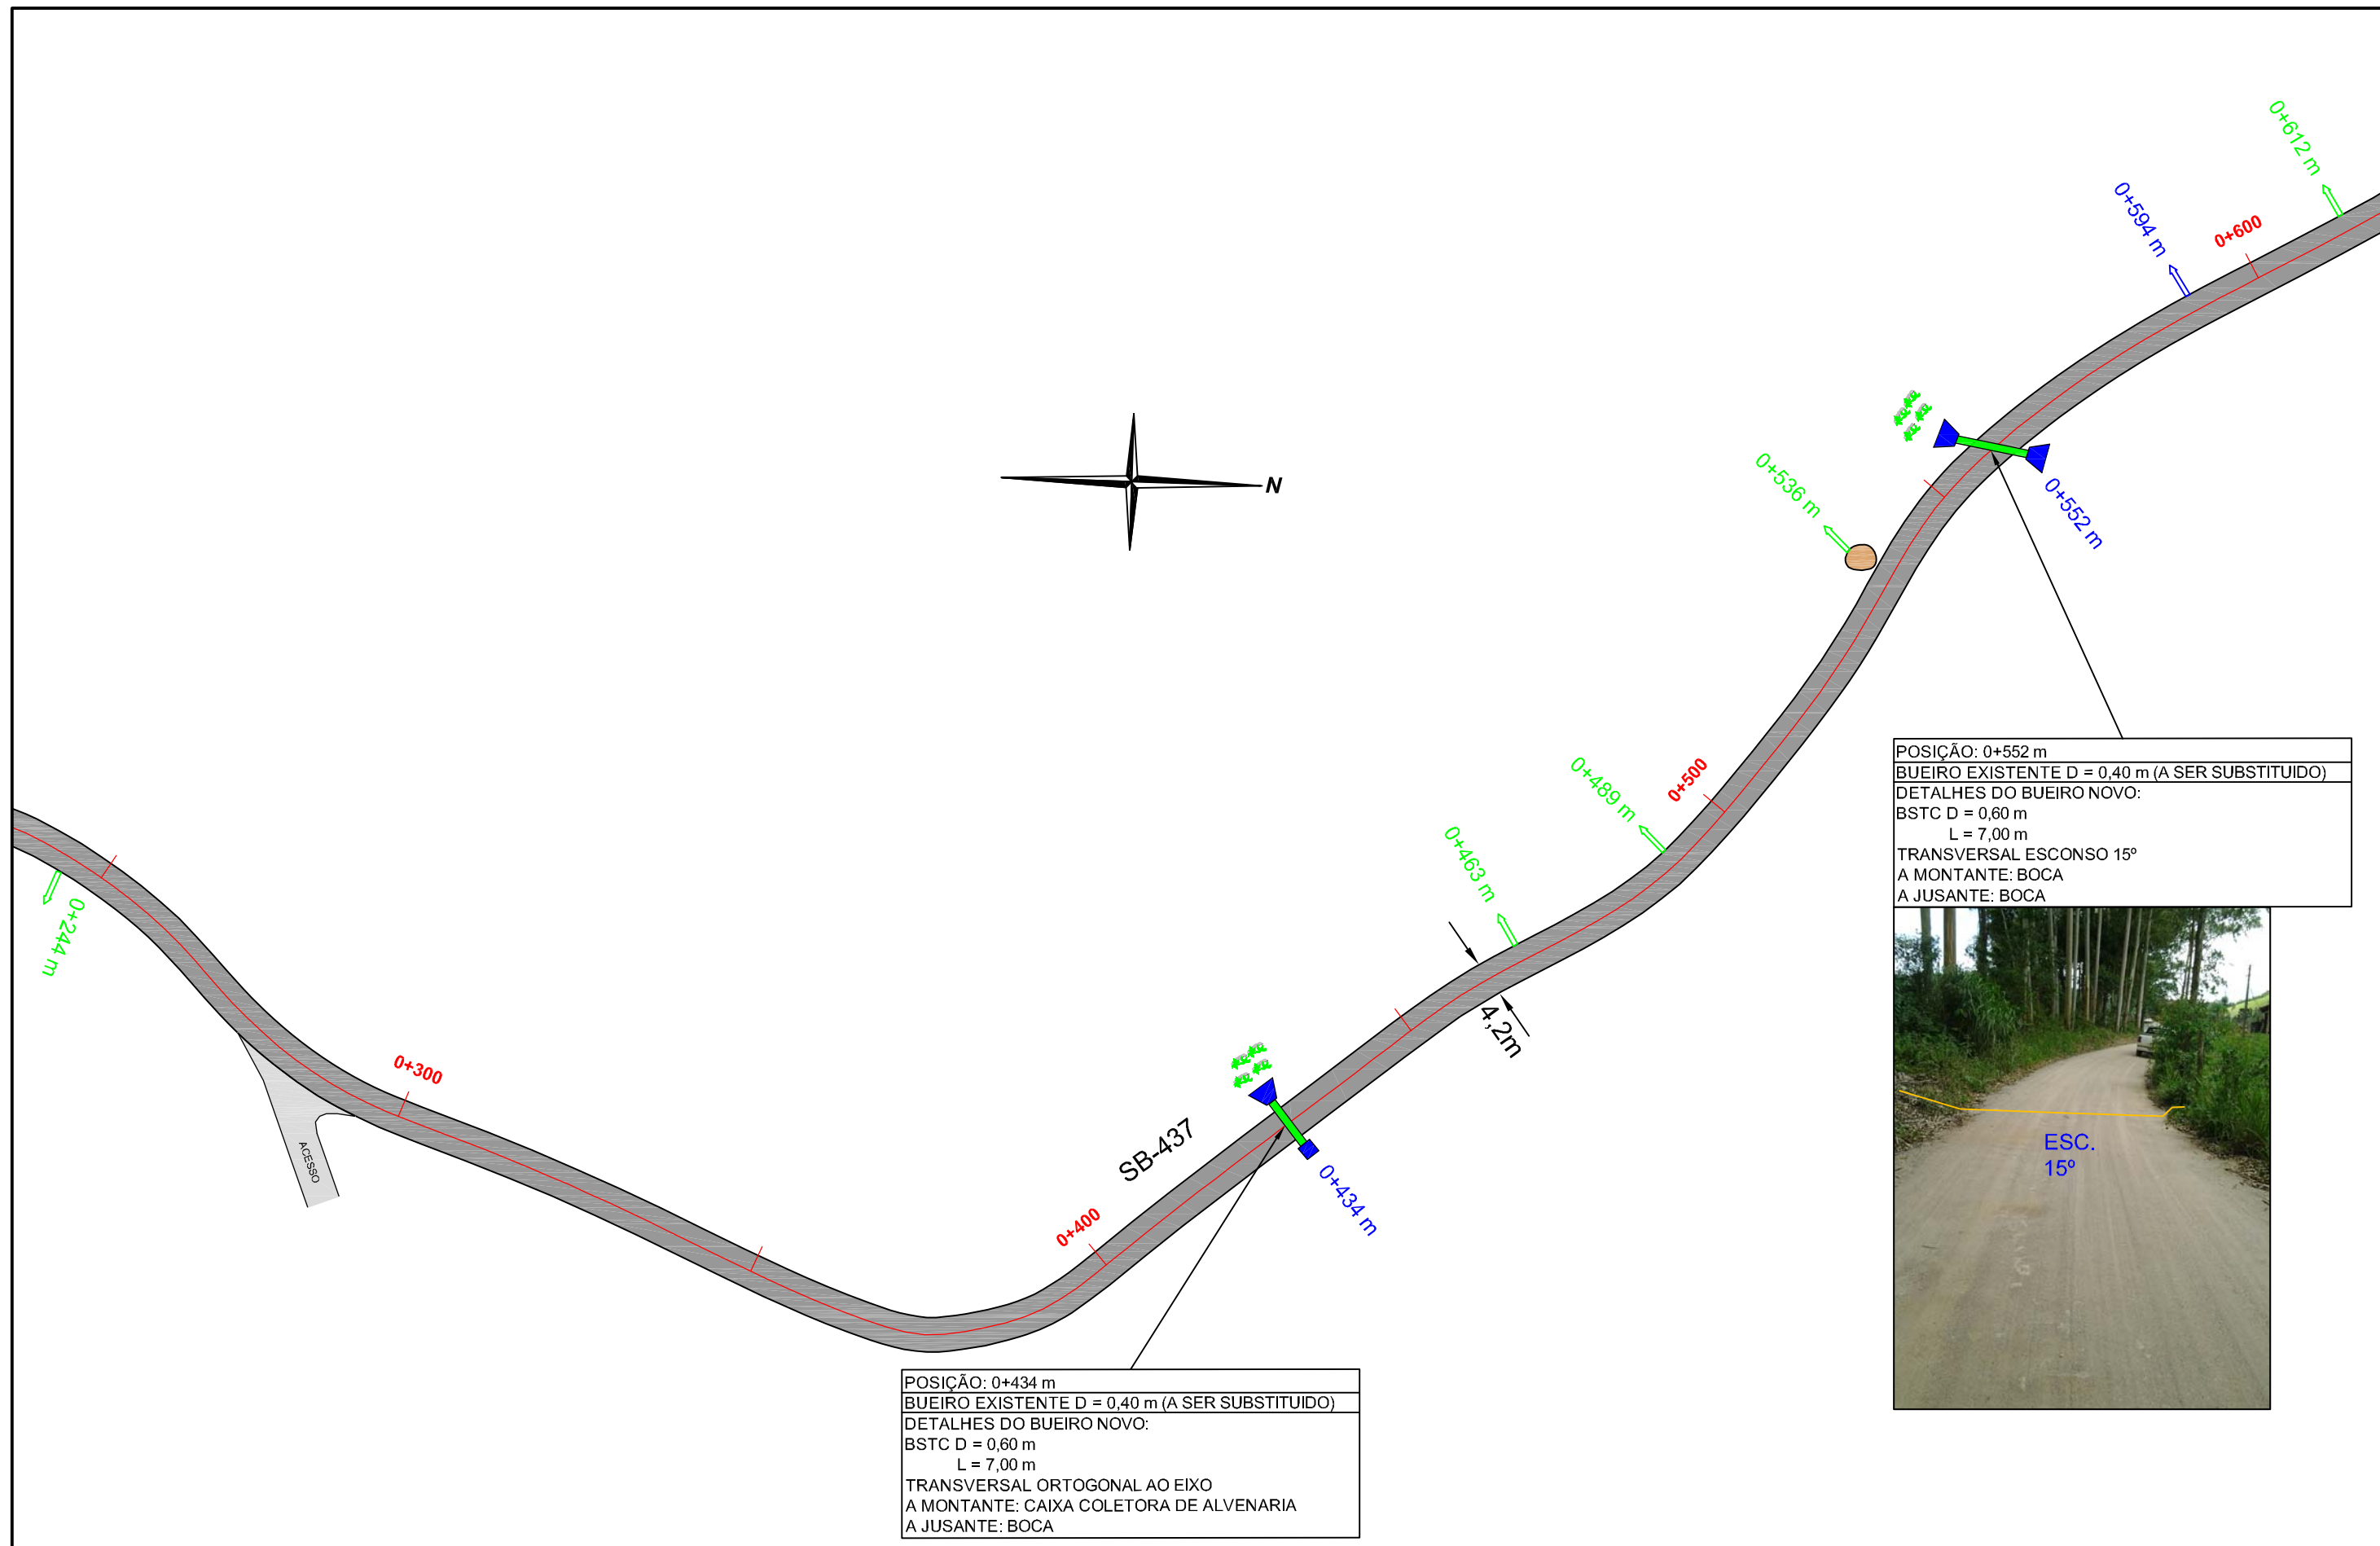 0+612 m
0+594 m
0+600
0+536 m
N
0+552 m
POSIÇÃO: 0+552 m
BUEIRO EXISTENTE D = 0,40 m (A SER SUBSTITUIDO)
DETALHES DO BUEIRO NOVO:
BSTC D = 0,60 m
L = 7,00 m
TRANSVERSAL ESCONSO 15º
A MONTANTE: BOCA
A JUSANTE: BOCA
0+500
0+489 m
0+463 m
0+244 m
4,2m
0+300
ACESSO
SB-437
0+434 m
0+400
ESC.
15º
POSIÇÃO: 0+434 m
BUEIRO EXISTENTE D = 0,40 m (A SER SUBSTITUIDO)
DETALHES DO BUEIRO NOVO:
BSTC D = 0,60 m
L = 7,00 m
TRANSVERSAL ORTOGONAL AO EIXO
A MONTANTE: CAIXA COLETORA DE ALVENARIA
A JUSANTE: BOCA